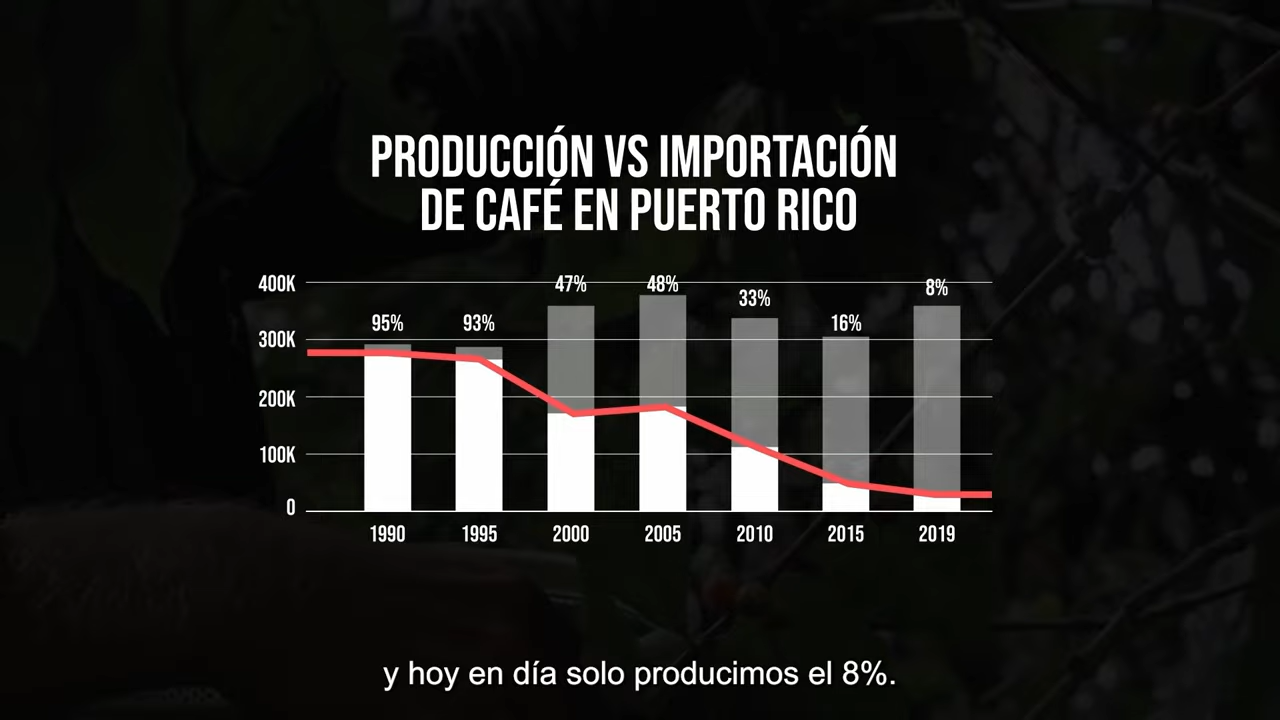 PRODUCCIÓN VS IMPORTACIÓN
DE CAFÉ EN PUERTO RICO
400K
300K
200K
100K
0
95%
93%
47%
48%
33%
16%
8%
1990
1995
2000
2005
2010
2015
2019
y hoy en día solo producimos el 8%.